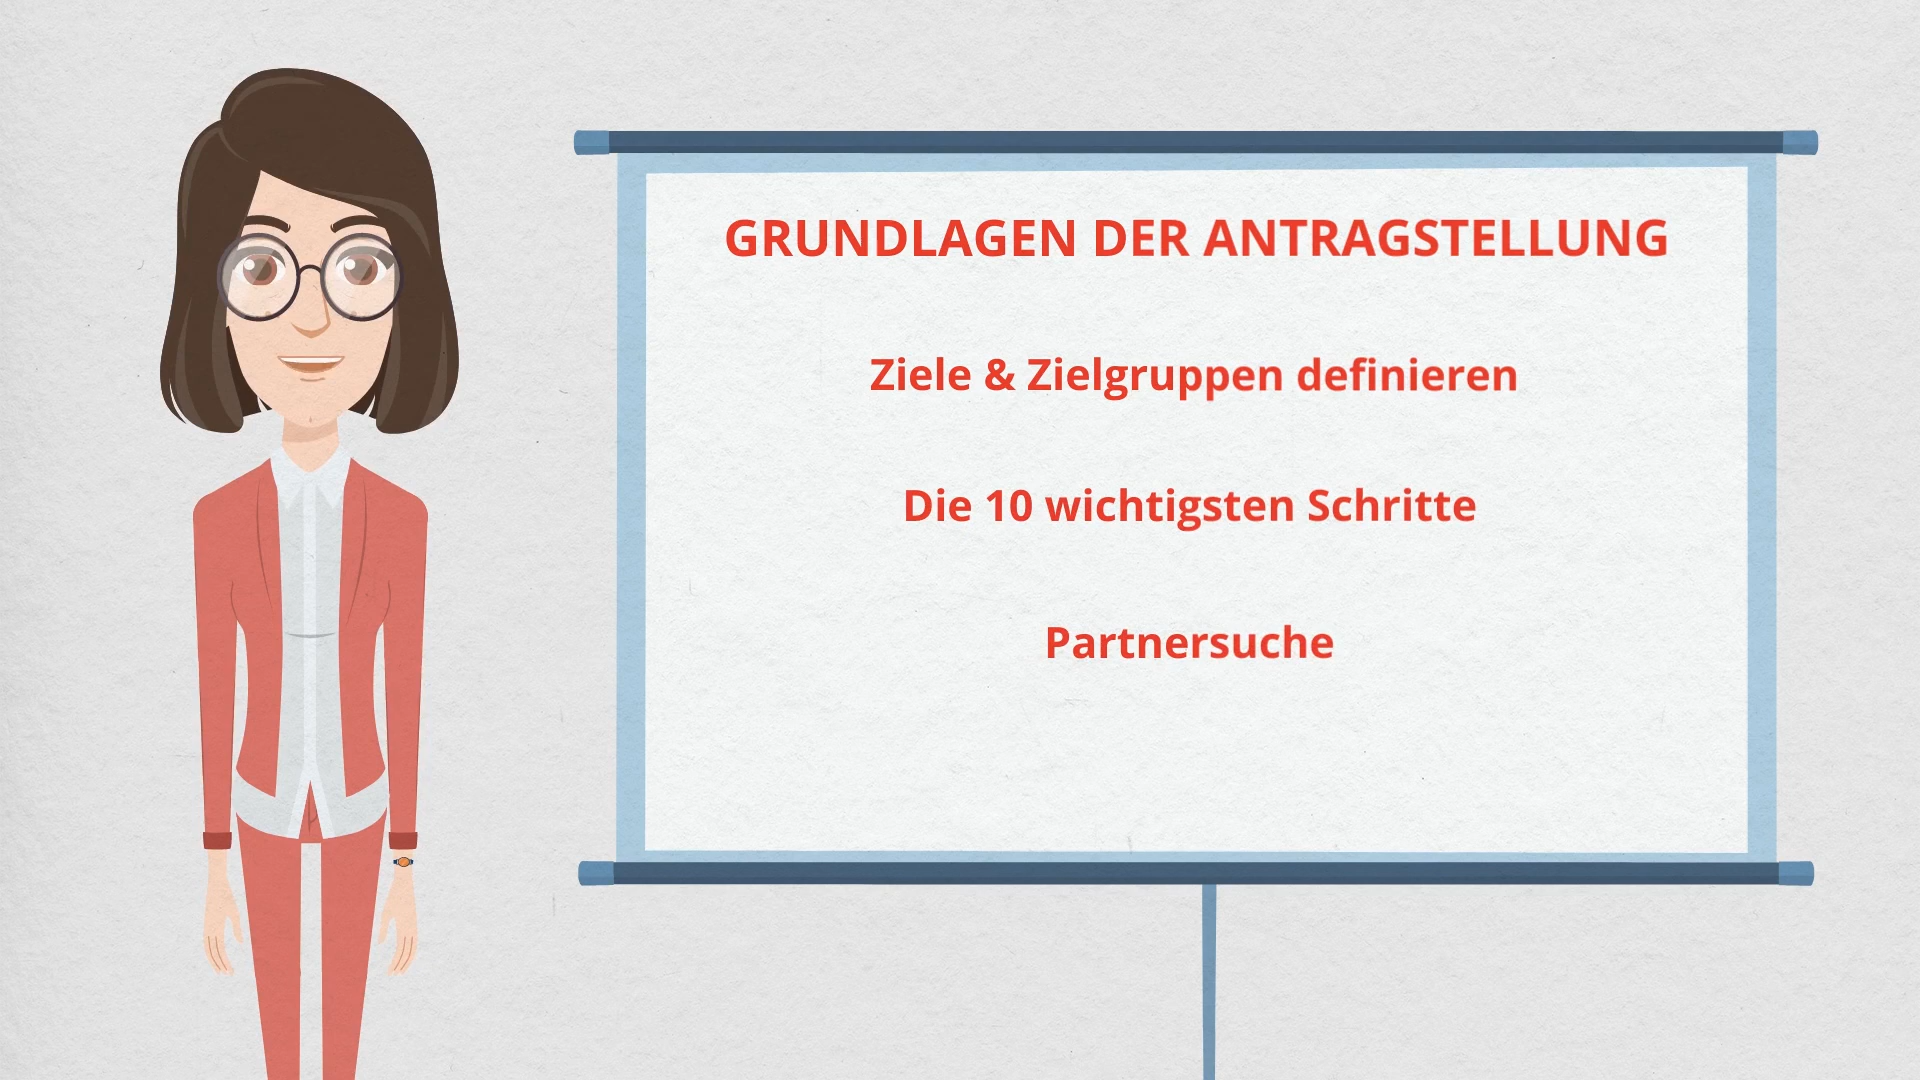 GRUNDLAGEN DER ANTRAGSTELLUNG
Ziele & Zielgruppen definieren
Die 10 wichtigsten Schritte
Partnersuche